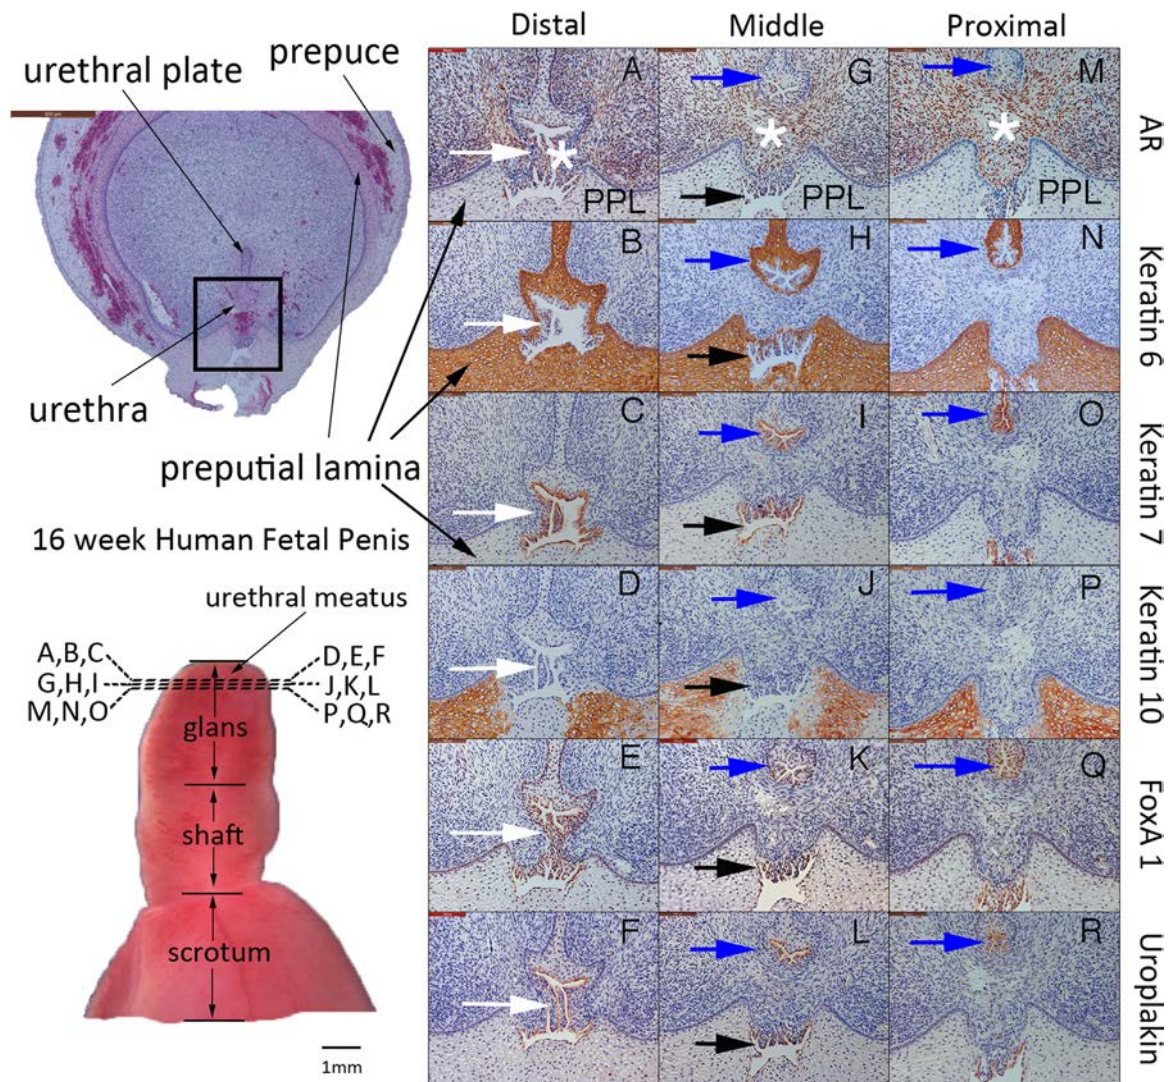 Distal
Middle
Proximal
prepuce
urethral plate
urethra
preputial lamina
16 week Human Fetal Penis
urethral meatus
A,B,C
D,E,F
G,H,I
J,K,L
M,N,O
P,Q,R
glans
shaft
scrotum
1mm
A
G
M
PPL
PPL
PPL
AR
B
H
N
Keratin 6
C
I
O
Keratin 7
D
J
P
Keratin 10
E
K
Q
FoxA 1
F
L
R
Uroplakin